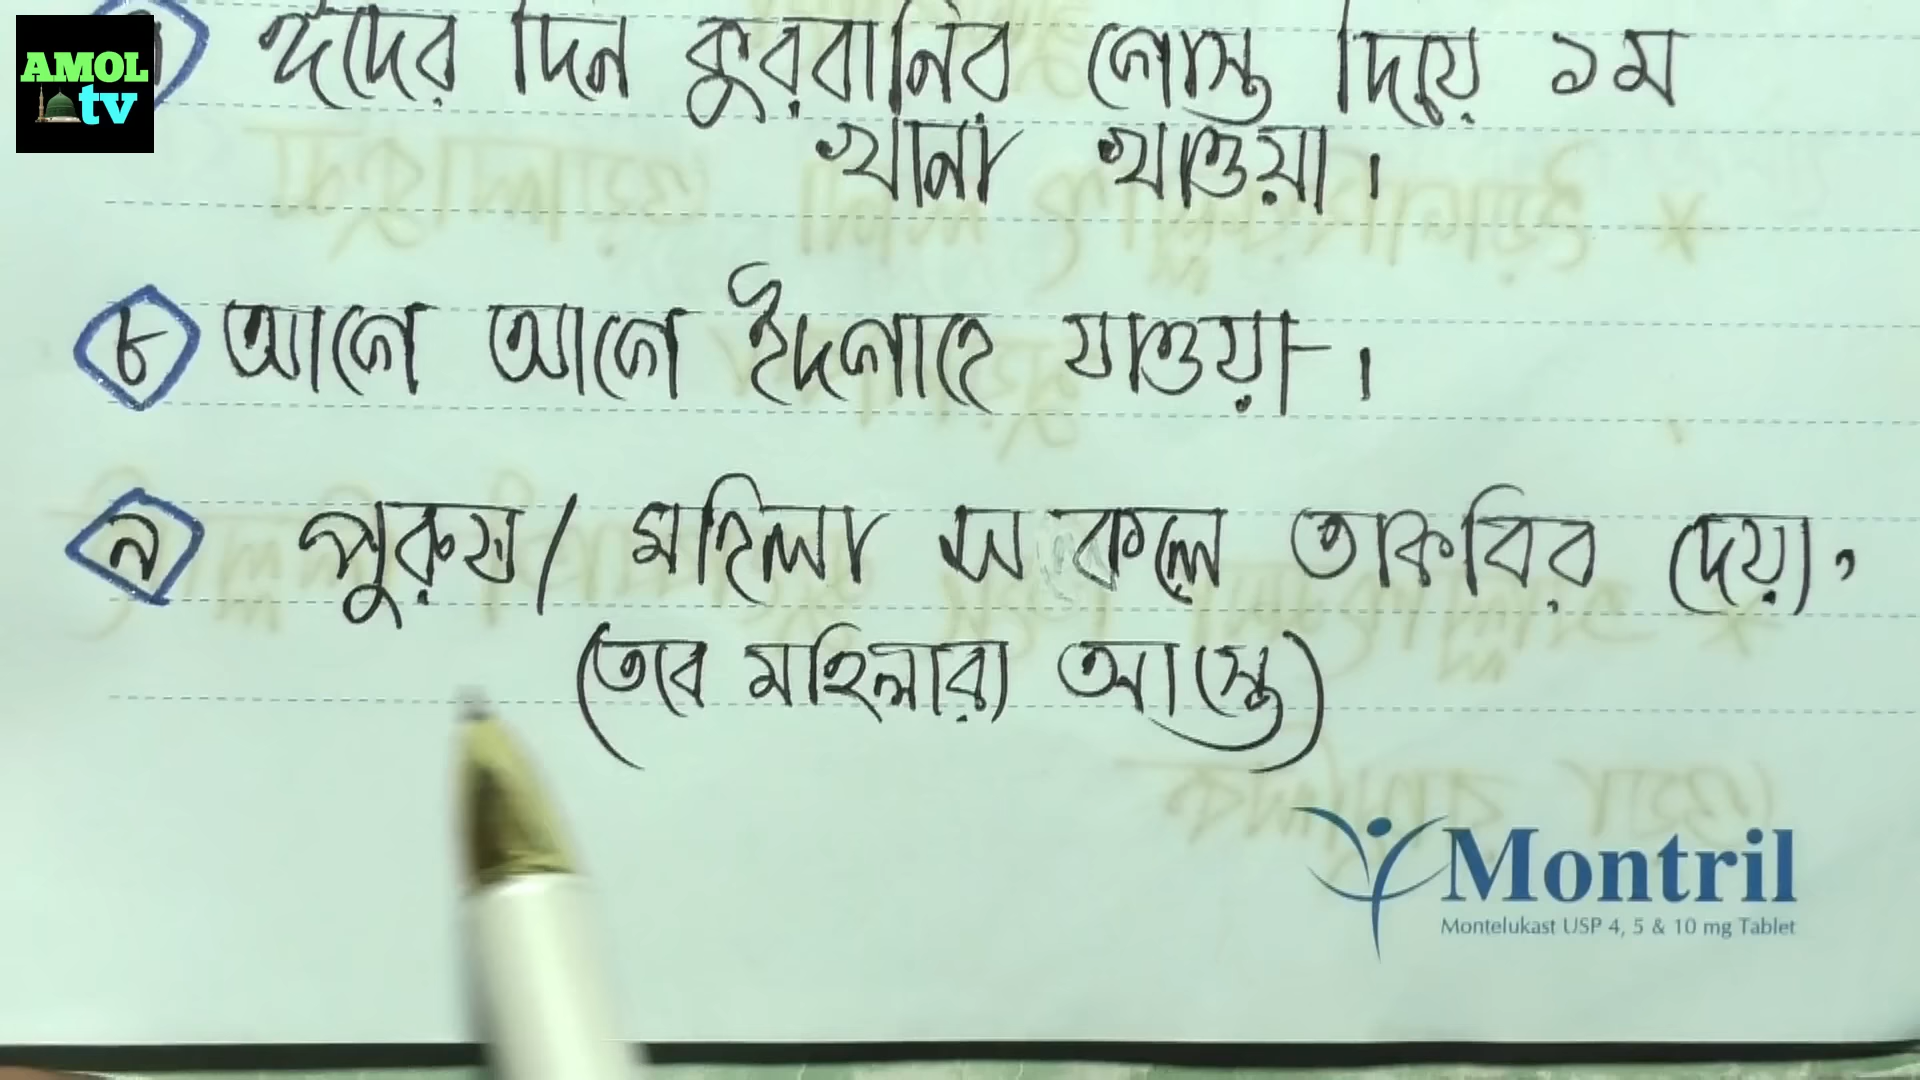 AMOL
tv
ঈদের দিন কুরবানির গোস্ত দিয়ে ১ম
খানা খাওয়া।
৮ আগে আগে ইদগাহে যাওয়া।
৯ পুরুষ/ মহিলা সকলে তাকবির দেয়া,
(তবে মহিলারা আস্তে)
Montril
Montelukast USP 4, 5 & 10 mg Tablet